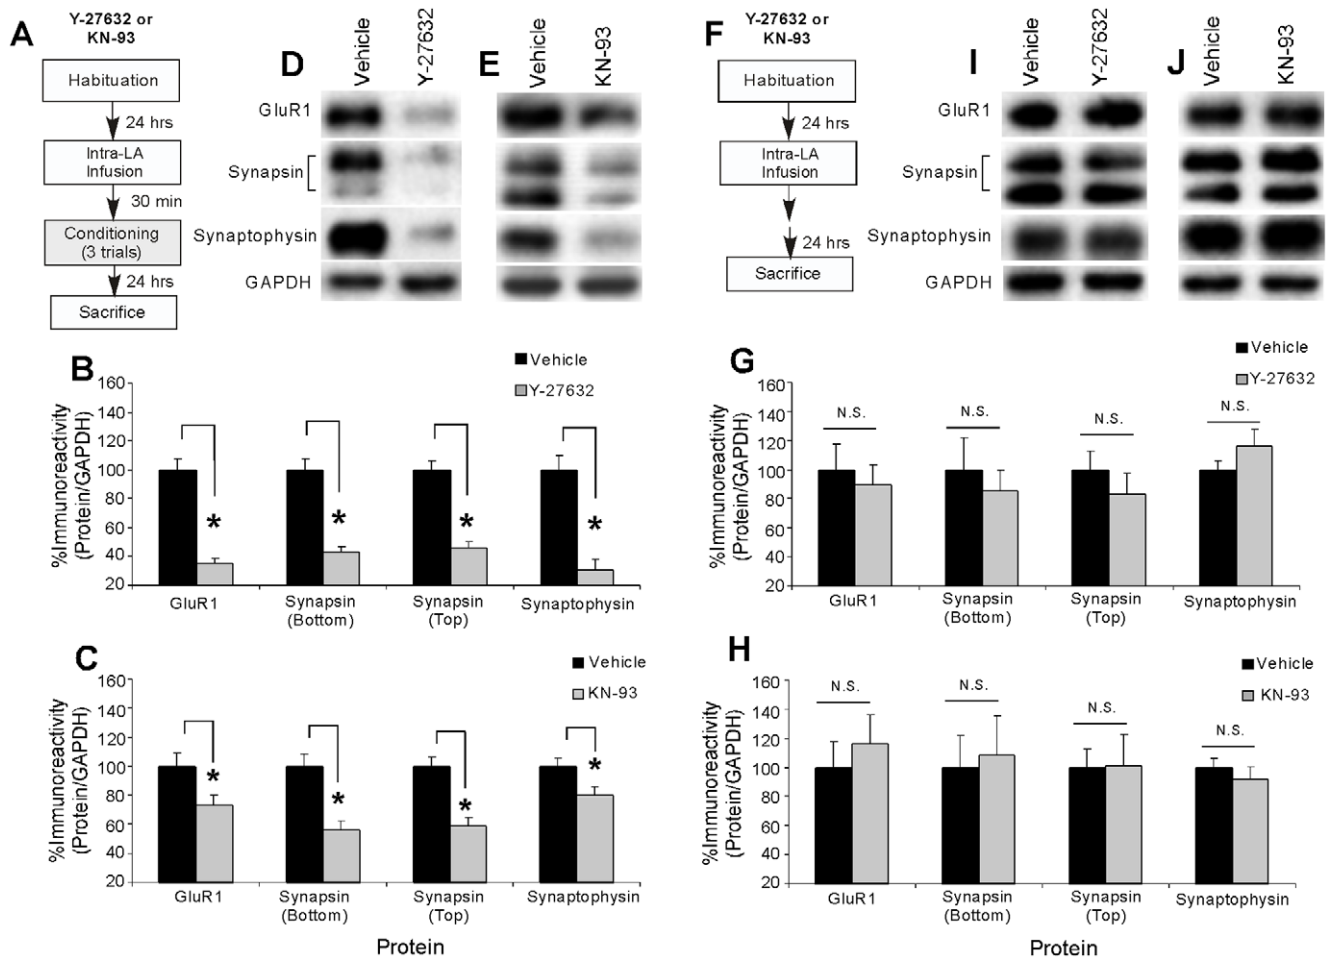 A
Y-27632 or
KN-93
Habituation
24 hrs
Intra-LA
Infusion
30 min
Conditioning
(3 trials)
24 hrs
Sacrifice
D
Vehicle
Y-27632
E
Vehicle
KN-93
GluR1
Synapsin
Synaptophysin
GAPDH
F
Y-27632 or
KN-93
Habituation
24 hrs
Intra-LA
Infusion
24 hrs
Sacrifice
I
Vehicle
Y-27632
J
Vehicle
KN-93
GluR1
Synapsin
Synaptophysin
GAPDH
B
Vehicle
Y-27632
%Immunoreactivity
(Protein/GAPDH)
160
140
120
100
80
60
40
20
*
*
*
*
GluR1
Synapsin
(Bottom)
Synapsin
(Top)
Synaptophysin
G
Vehicle
Y-27632
%Immunoreactivity
(Protein/GAPDH)
160
140
120
100
80
60
40
20
N.S.
N.S.
N.S.
N.S.
GluR1
Synapsin
(Bottom)
Synapsin
(Top)
Synaptophysin
C
Vehicle
KN-93
%Immunoreactivity
(Protein/GAPDH)
160
140
120
100
80
60
40
20
*
*
*
*
GluR1
Synapsin
(Bottom)
Synapsin
(Top)
Synaptophysin
Protein
H
Vehicle
KN-93
%Immunoreactivity
(Protein/GAPDH)
160
140
120
100
80
60
40
20
N.S.
N.S.
N.S.
N.S.
GluR1
Synapsin
(Bottom)
Synapsin
(Top)
Synaptophysin
Protein